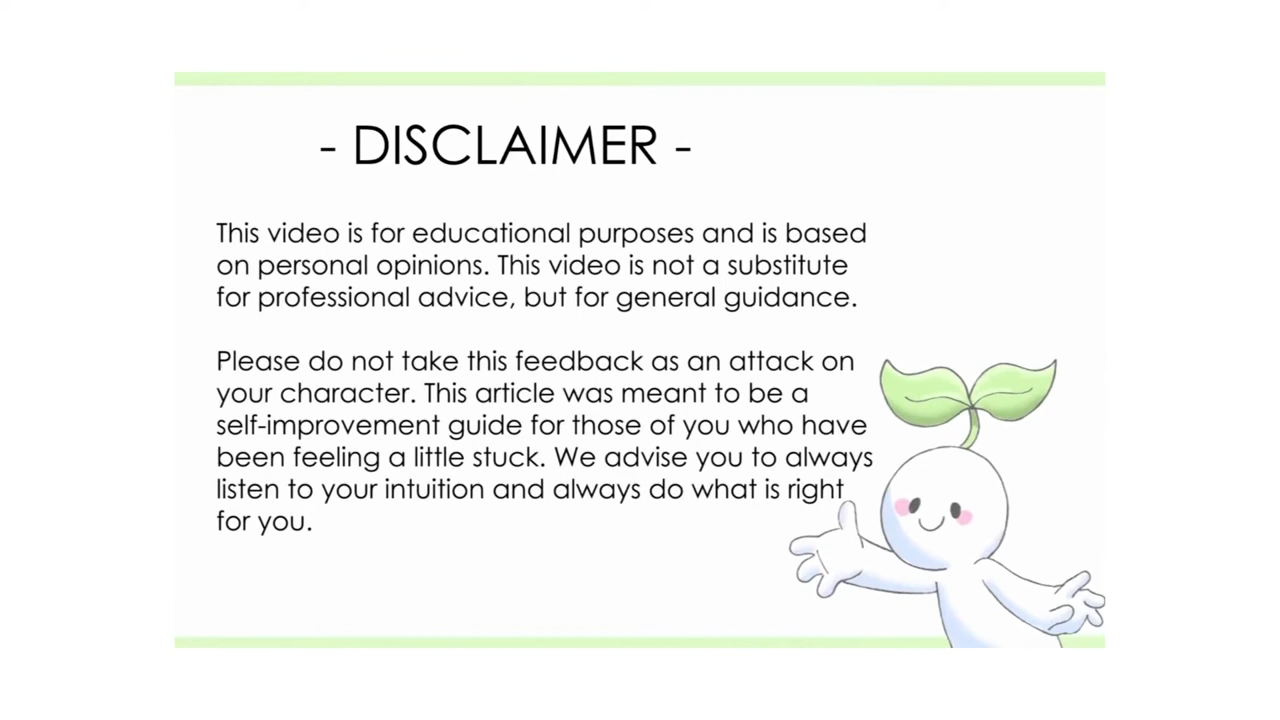 - DISCLAIMER -
This video is for educational purposes and is based
on personal opinions. This video is not a substitute
for professional advice, but for general guidance.
Please do not take this feedback as an attack on
your character. This article was meant to be a
self-improvement guide for those of you who have
been feeling a little stuck. We advise you to always
listen to your intuition and always do what is right
for you.